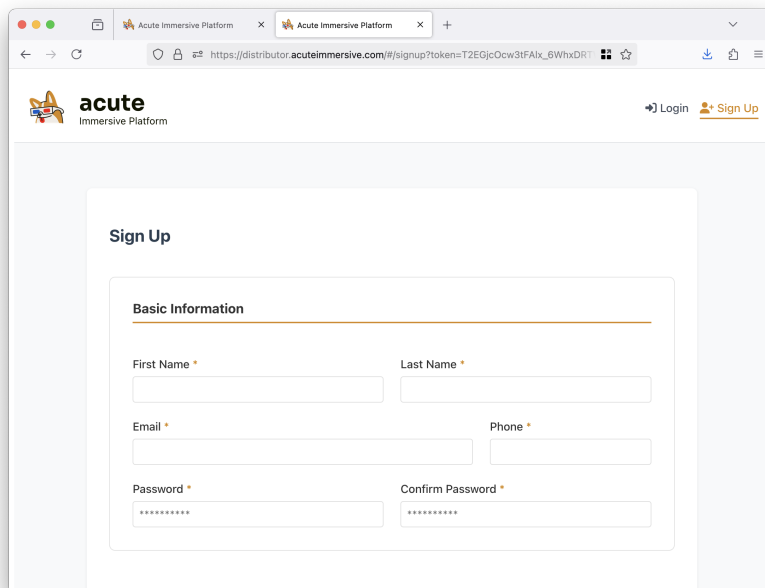 Acute Immersive Platform
Acute Immersive Platform
https://distributor.acuteimmersive.com/#/signup?token=T2EGjcOcw3tFAlx_6WhxDRT
acute
Immersive Platform
Login
Sign Up
Sign Up
Basic Information
First Name *
Last Name *
Email *
Phone *
Password *
Confirm Password *
**********
**********